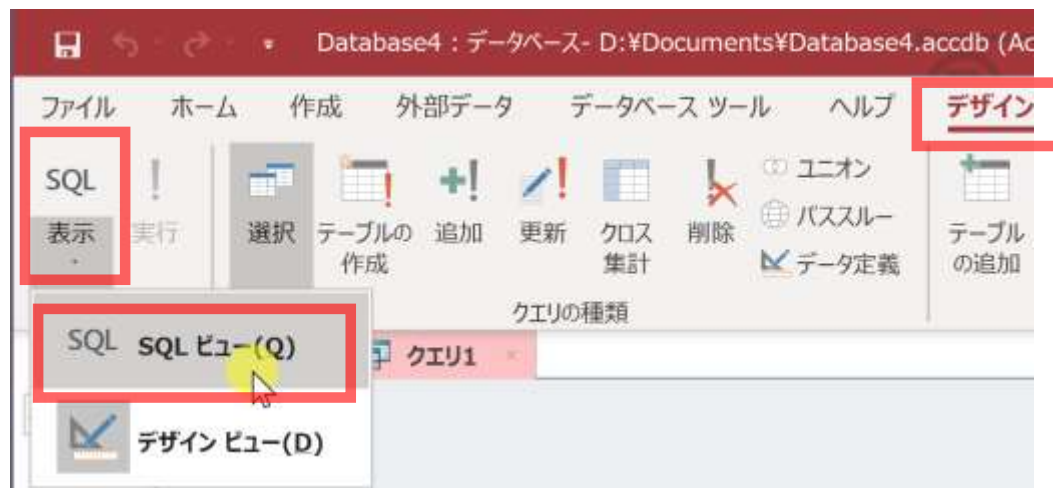 Database4 : データベース- D:¥Documents¥Database4.accdb (Ac
ファイル ホーム 作成 外部データ データベース ツール ヘルプ デザイン
SQL
表示
実行
選択
テーブルの
作成
追加
更新
クロス
集計
削除
ユニオン
パススルー
データ定義
テーブル
の追加
クエリの種類
SQL SQL ビュー(Q)
クエリ1
デザイン ビュー(D)